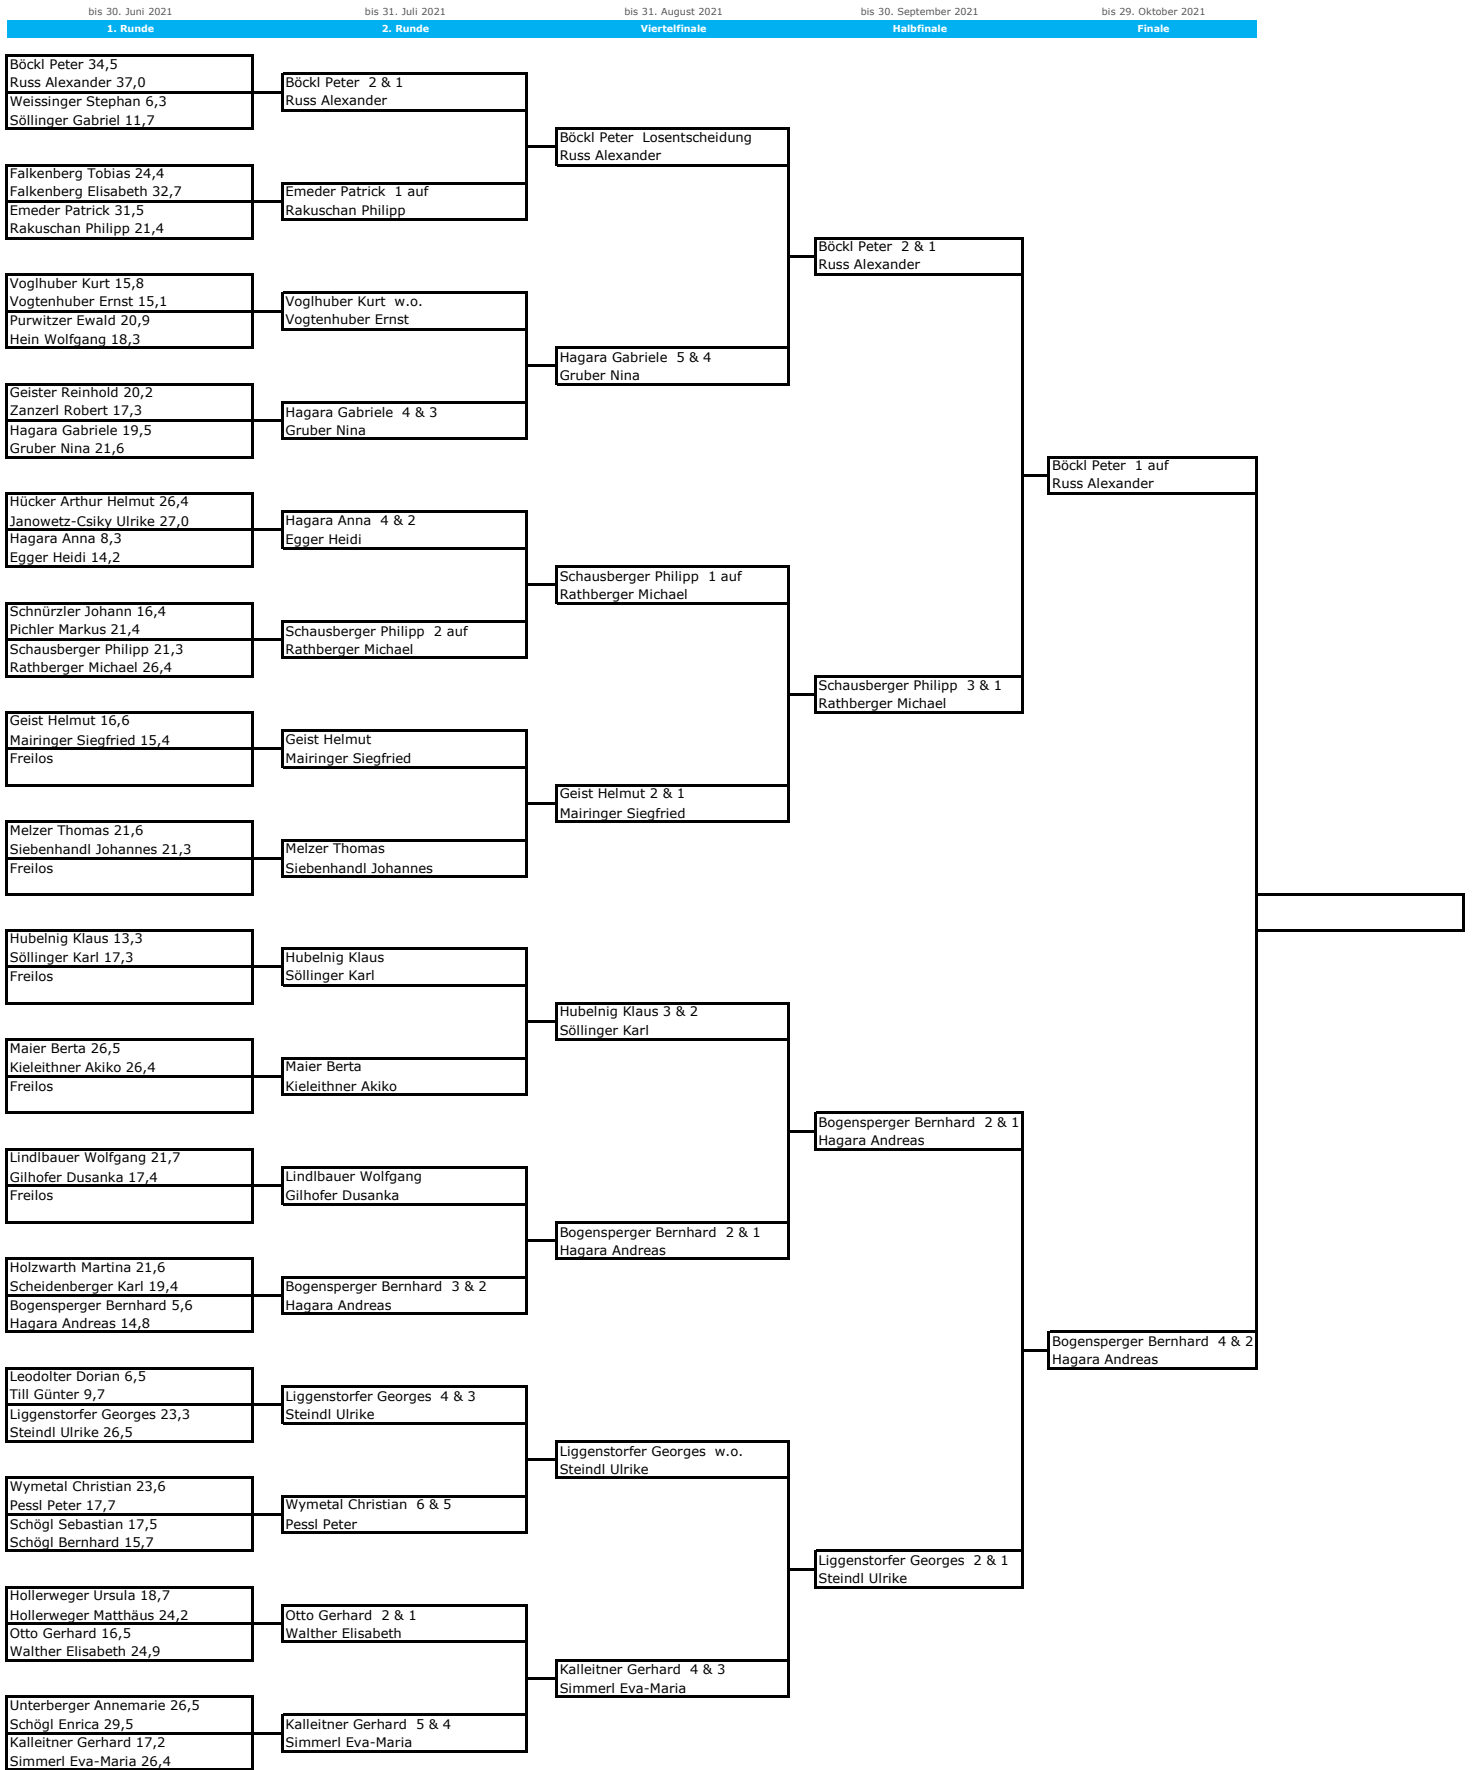 bis 30. Juni 2021
bis 31. Juli 2021
bis 31. August 2021
bis 30. September 2021
bis 29. Oktober 2021
1. Runde
2. Runde
Viertelfinale
Halbfinale
Finale
Böckl Peter 34,5
Russ Alexander 37,0
Weissinger Stephan 6,3
Söllinger Gabriel 11,7
Falkenberg Tobias 24,4
Falkenberg Elisabeth 32,7
Emeder Patrick 31,5
Rakuschan Philipp 21,4
Voglhuber Kurt 15,8
Vogtenhuber Ernst 15,1
Purwitzer Ewald 20,9
Hein Wolfgang 18,3
Geister Reinhold 20,2
Zanzerl Robert 17,3
Hagara Gabriele 19,5
Gruber Nina 21,6
Hücker Arthur Helmut 26,4
Janowetz-Csiky Ulrike 27,0
Hagara Anna 8,3
Egger Heidi 14,2
Schnürzler Johann 16,4
Pichler Markus 21,4
Schausberger Philipp 21,3
Rathberger Michael 26,4
Geist Helmut 16,6
Mairinger Siegfried 15,4
Freilos
Melzer Thomas 21,6
Siebenhandl Johannes 21,3
Freilos
Hubelnig Klaus 13,3
Söllinger Karl 17,3
Freilos
Maier Berta 26,5
Kieleithner Akiko 26,4
Freilos
Lindlbauer Wolfgang 21,7
Gilhofer Dusanka 17,4
Freilos
Holzwarth Martina 21,6
Scheidenberger Karl 19,4
Bogensperger Bernhard 5,6
Hagara Andreas 14,8
Leodolter Dorian 6,5
Till Günter 9,7
Liggenstorfer Georges 23,3
Steindl Ulrike 26,5
Wymetal Christian 23,6
Pessl Peter 17,7
Schögl Sebastian 17,5
Schögl Bernhard 15,7
Hollerweger Ursula 18,7
Hollerweger Matthäus 24,2
Otto Gerhard 16,5
Walther Elisabeth 24,9
Unterberger Annemarie 26,5
Schögl Enrica 29,5
Kalleitner Gerhard 17,2
Simmerl Eva-Maria 26,4
Böckl Peter 2 & 1
Russ Alexander
Emeder Patrick 1 auf
Rakuschan Philipp
Voglhuber Kurt w.o.
Vogtenhuber Ernst
Hagara Gabriele 4 & 3
Gruber Nina
Hagara Anna 4 & 2
Egger Heidi
Schausberger Philipp 2 auf
Rathberger Michael
Geist Helmut
Mairinger Siegfried
Melzer Thomas
Siebenhandl Johannes
Hubelnig Klaus
Söllinger Karl
Maier Berta
Kieleithner Akiko
Lindlbauer Wolfgang
Gilhofer Dusanka
Bogensperger Bernhard 3 & 2
Hagara Andreas
Liggenstorfer Georges 4 & 3
Steindl Ulrike
Wymetal Christian 6 & 5
Pessl Peter
Otto Gerhard 2 & 1
Walther Elisabeth
Kalleitner Gerhard 5 & 4
Simmerl Eva-Maria
Böckl Peter Losentscheidung
Russ Alexander
Hagara Gabriele 5 & 4
Gruber Nina
Schausberger Philipp 1 auf
Rathberger Michael
Geist Helmut 2 & 1
Mairinger Siegfried
Hubelnig Klaus 3 & 2
Söllinger Karl
Bogensperger Bernhard 2 & 1
Hagara Andreas
Liggenstorfer Georges w.o.
Steindl Ulrike
Kalleitner Gerhard 4 & 3
Simmerl Eva-Maria
Böckl Peter 2 & 1
Russ Alexander
Schausberger Philipp 3 & 1
Rathberger Michael
Bogensperger Bernhard 2 & 1
Hagara Andreas
Liggenstorfer Georges 2 & 1
Steindl Ulrike
Böckl Peter 1 auf
Russ Alexander
Bogensperger Bernhard 4 & 2
Hagara Andreas